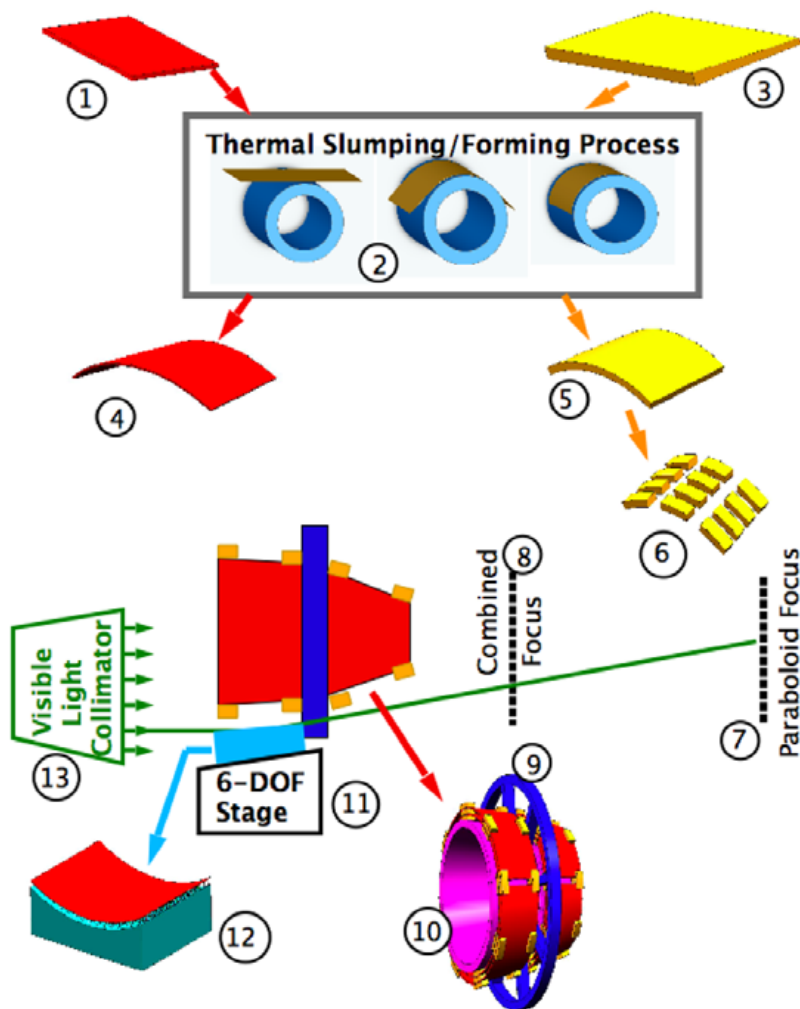 1
3
Thermal Slumping/Forming Process
2
4
5
6
8
Combined
Focus
Paraboloid Focus
7
Visible
Light
Collimator
13
6-DOF
Stage
11
9
10
12